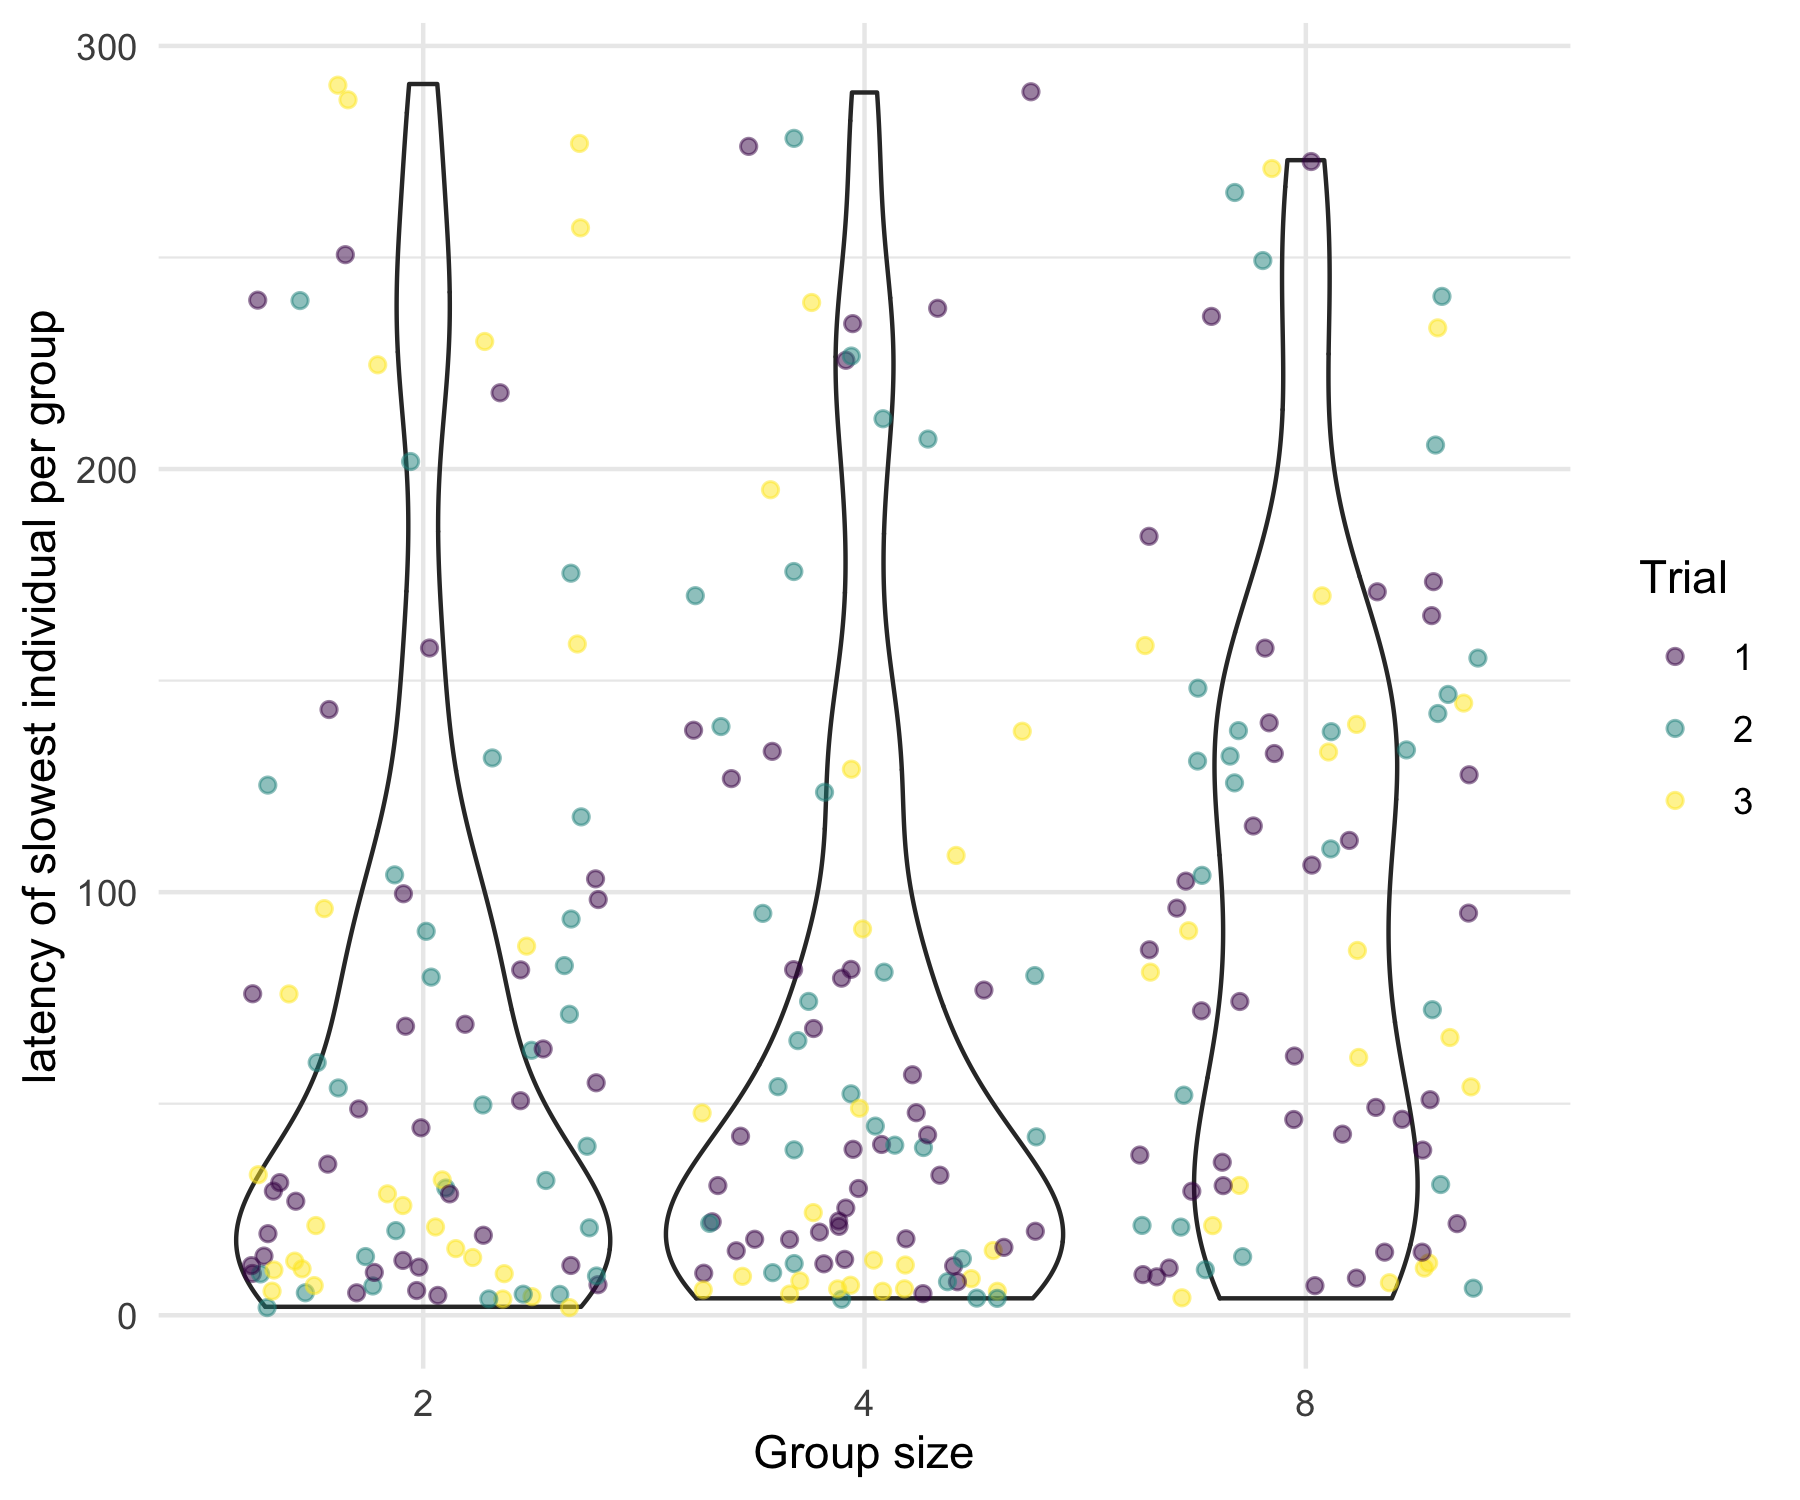 300
200
100
0
latency of slowest individual per group
2 4 8
Group size
Trial
1
2
3